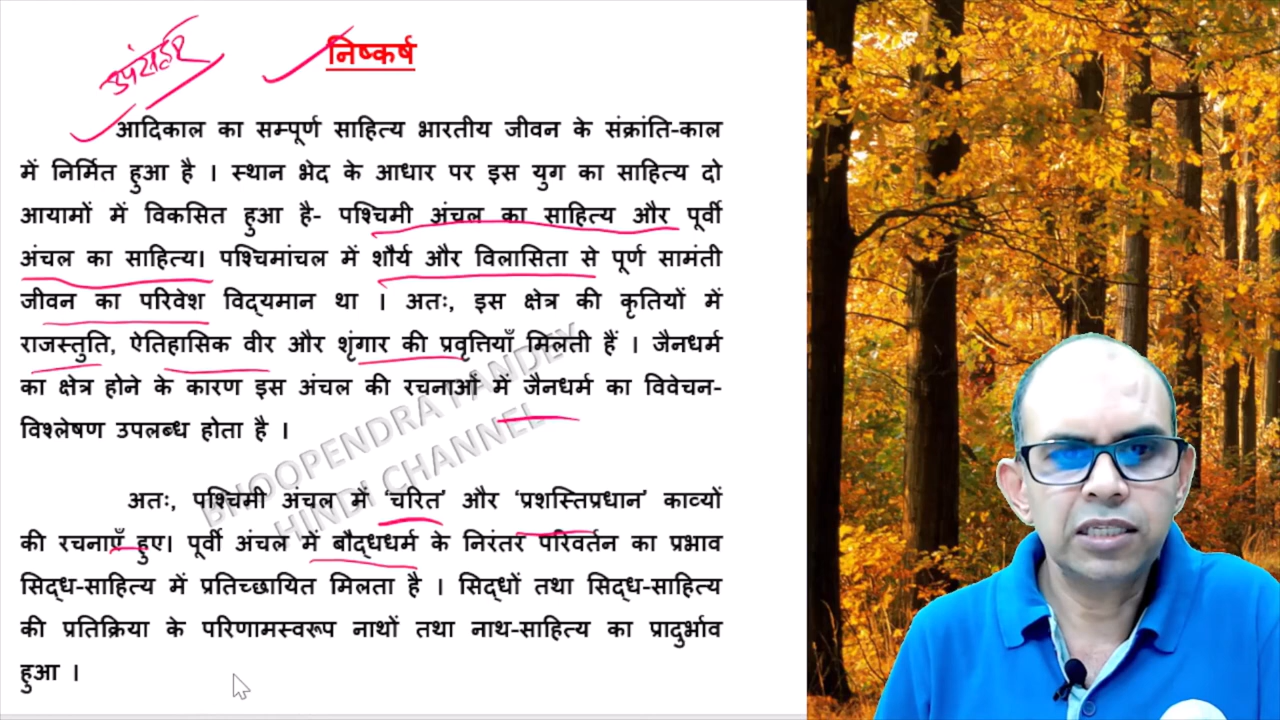 निष्कर्ष
उपसंहार
आदिकाल का सम्पूर्ण साहित्य भारतीय जीवन के संक्रांति-काल
में निर्मित हुआ है । स्थान भेद के आधार पर इस युग का साहित्य दो
आयामों में विकसित हुआ है- पश्चिमी अंचल का साहित्य और पूर्वी
अंचल का साहित्य। पश्चिमांचल में शौर्य और विलासिता से पूर्ण सामंती
जीवन का परिवेश विद्यमान था । अतः, इस क्षेत्र की कृतियों में
राजस्तुति, ऐतिहासिक वीर और शृंगार की प्रवृत्तियाँ मिलती हैं । जैनधर्म
का क्षेत्र होने के कारण इस अंचल की रचनाओं में जैनधर्म का विवेचन-
विश्लेषण उपलब्ध होता है ।
अतः, पश्चिमी अंचल में ‘चरित’ और ‘प्रशस्तिप्रधान’ काव्यों
की रचनाएँ हुए। पूर्वी अंचल में बौद्धधर्म के निरंतर परिवर्तन का प्रभाव
सिद्ध-साहित्य में प्रतिच्छायित मिलता है । सिद्धों तथा सिद्ध-साहित्य
की प्रतिक्रिया के परिणामस्वरूप नाथों तथा नाथ-साहित्य का प्रादुर्भाव
हुआ ।
BHOOPENDRA PANDEY
HINDI CHANNEL